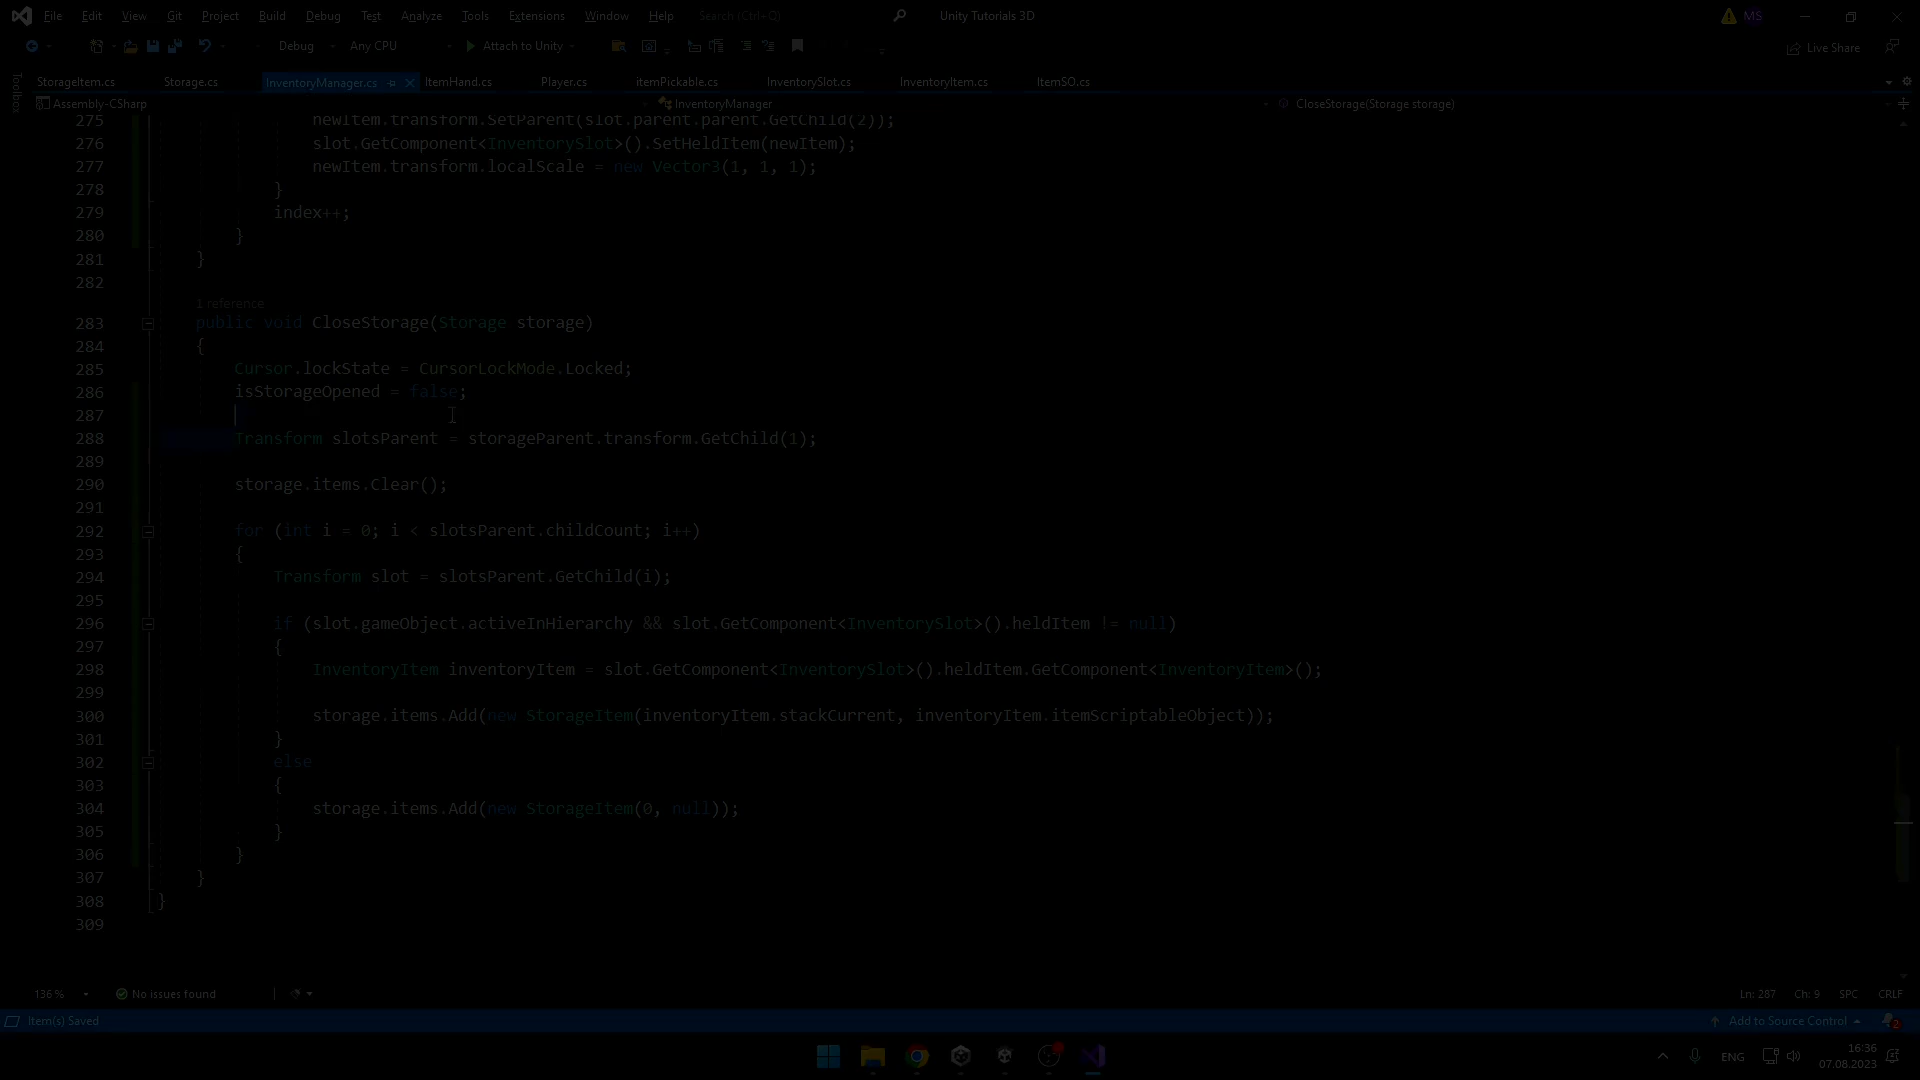 File Edit View Git Project Build Debug Test Analyze Tools Extensions Window Help Search (Ctrl+Q) Unity Tutorials 3D MS
Debug Any CPU Attach to Unity Live Share
Toolbox
StorageItem.cs Storage.cs InventoryManager.cs ItemHand.cs Player.cs itemPickable.cs InventorySlot.cs InventoryItem.cs ItemSO.cs
Assembly-CSharp InventoryManager CloseStorage(Storage storage)
275 newItem.transform.SetParent(slot.parent.parent.GetChild(2));
276 slot.GetComponent<InventorySlot>().SetHeldItem(newItem);
277 newItem.transform.localScale = new Vector3(1, 1, 1);
278 }
279 index++;
280 }
281 }
282
1 reference
283 public void CloseStorage(Storage storage)
284 {
285 Cursor.lockState = CursorLockMode.Locked;
286 isStorageOpened = false;
287
288 Transform slotsParent = storageParent.transform.GetChild(1);
289
290 storage.items.Clear();
291
292 for (int i = 0; i < slotsParent.childCount; i++)
293 {
294 Transform slot = slotsParent.GetChild(i);
295
296 if (slot.gameObject.activeInHierarchy && slot.GetComponent<InventorySlot>().heldItem != null)
297 {
298 InventoryItem inventoryItem = slot.GetComponent<InventorySlot>().heldItem.GetComponent<InventoryItem>();
299
300 storage.items.Add(new StorageItem(inventoryItem.stackCurrent, inventoryItem.itemScriptableObject));
301 }
302 else
303 {
304 storage.items.Add(new StorageItem(0, null));
305 }
306 }
307 }
308 }
309
136 % No issues found Ln: 287 Ch: 9 SPC CRLF
Item(s) Saved Add to Source Control 2
ENG 16:36
07.08.2023